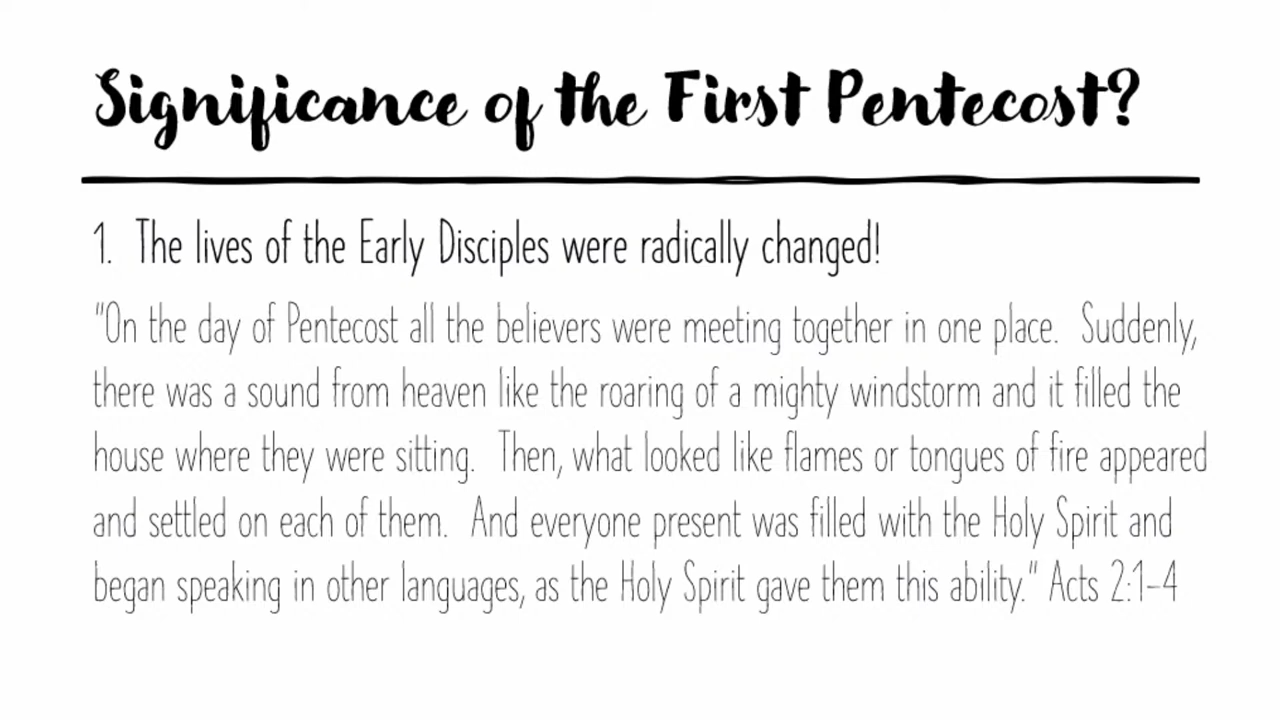 Significance of the First Pentecost?
1. The lives of the Early Disciples were radically changed!
"On the day of Pentecost all the believers were meeting together in one place. Suddenly,
there was a sound from heaven like the roaring of a mighty windstorm and it filled the
house where they were sitting. Then, what looked like flames or tongues of fire appeared
and settled on each of them. And everyone present was filled with the Holy Spirit and
began speaking in other languages, as the Holy Spirit gave them this ability." Acts 2:1-4